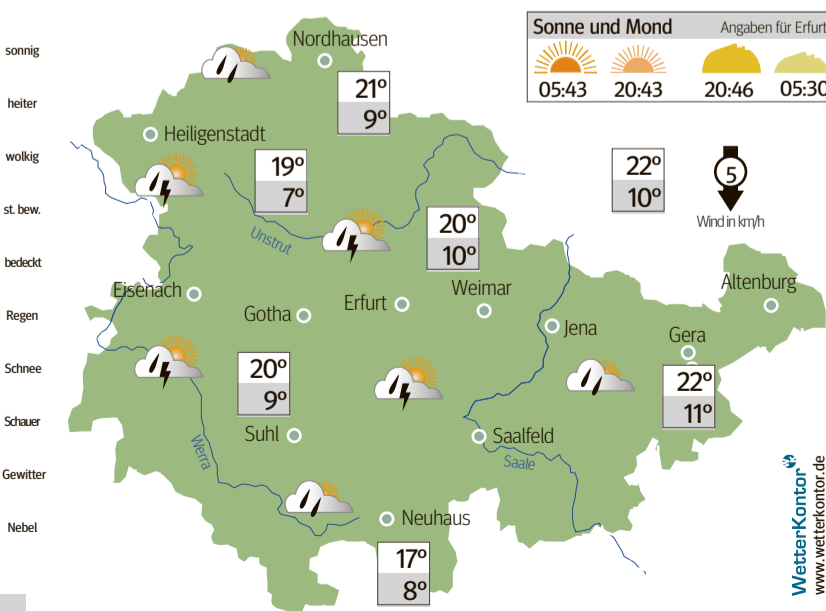 sonnig
heiter
wolkig
st. bew.
bedeckt
Regen
Schnee
Schauer
Gewitter
Nebel
Sonne und Mond
Angaben für Erfurt
05:43
20:43
20:46
05:30
Nordhausen
21°
9°
Heiligenstadt
19°
7°
22°
10°
5
Wind in km/h
Unstrut
20°
10°
Eisenach
Gotha
Erfurt
Weimar
Jena
Altenburg
Gera
22°
11°
20°
9°
Suhl
Saalfeld
Saale
Werra
Neuhaus
17°
8°
WetterKontor
www.wetterkontor.de